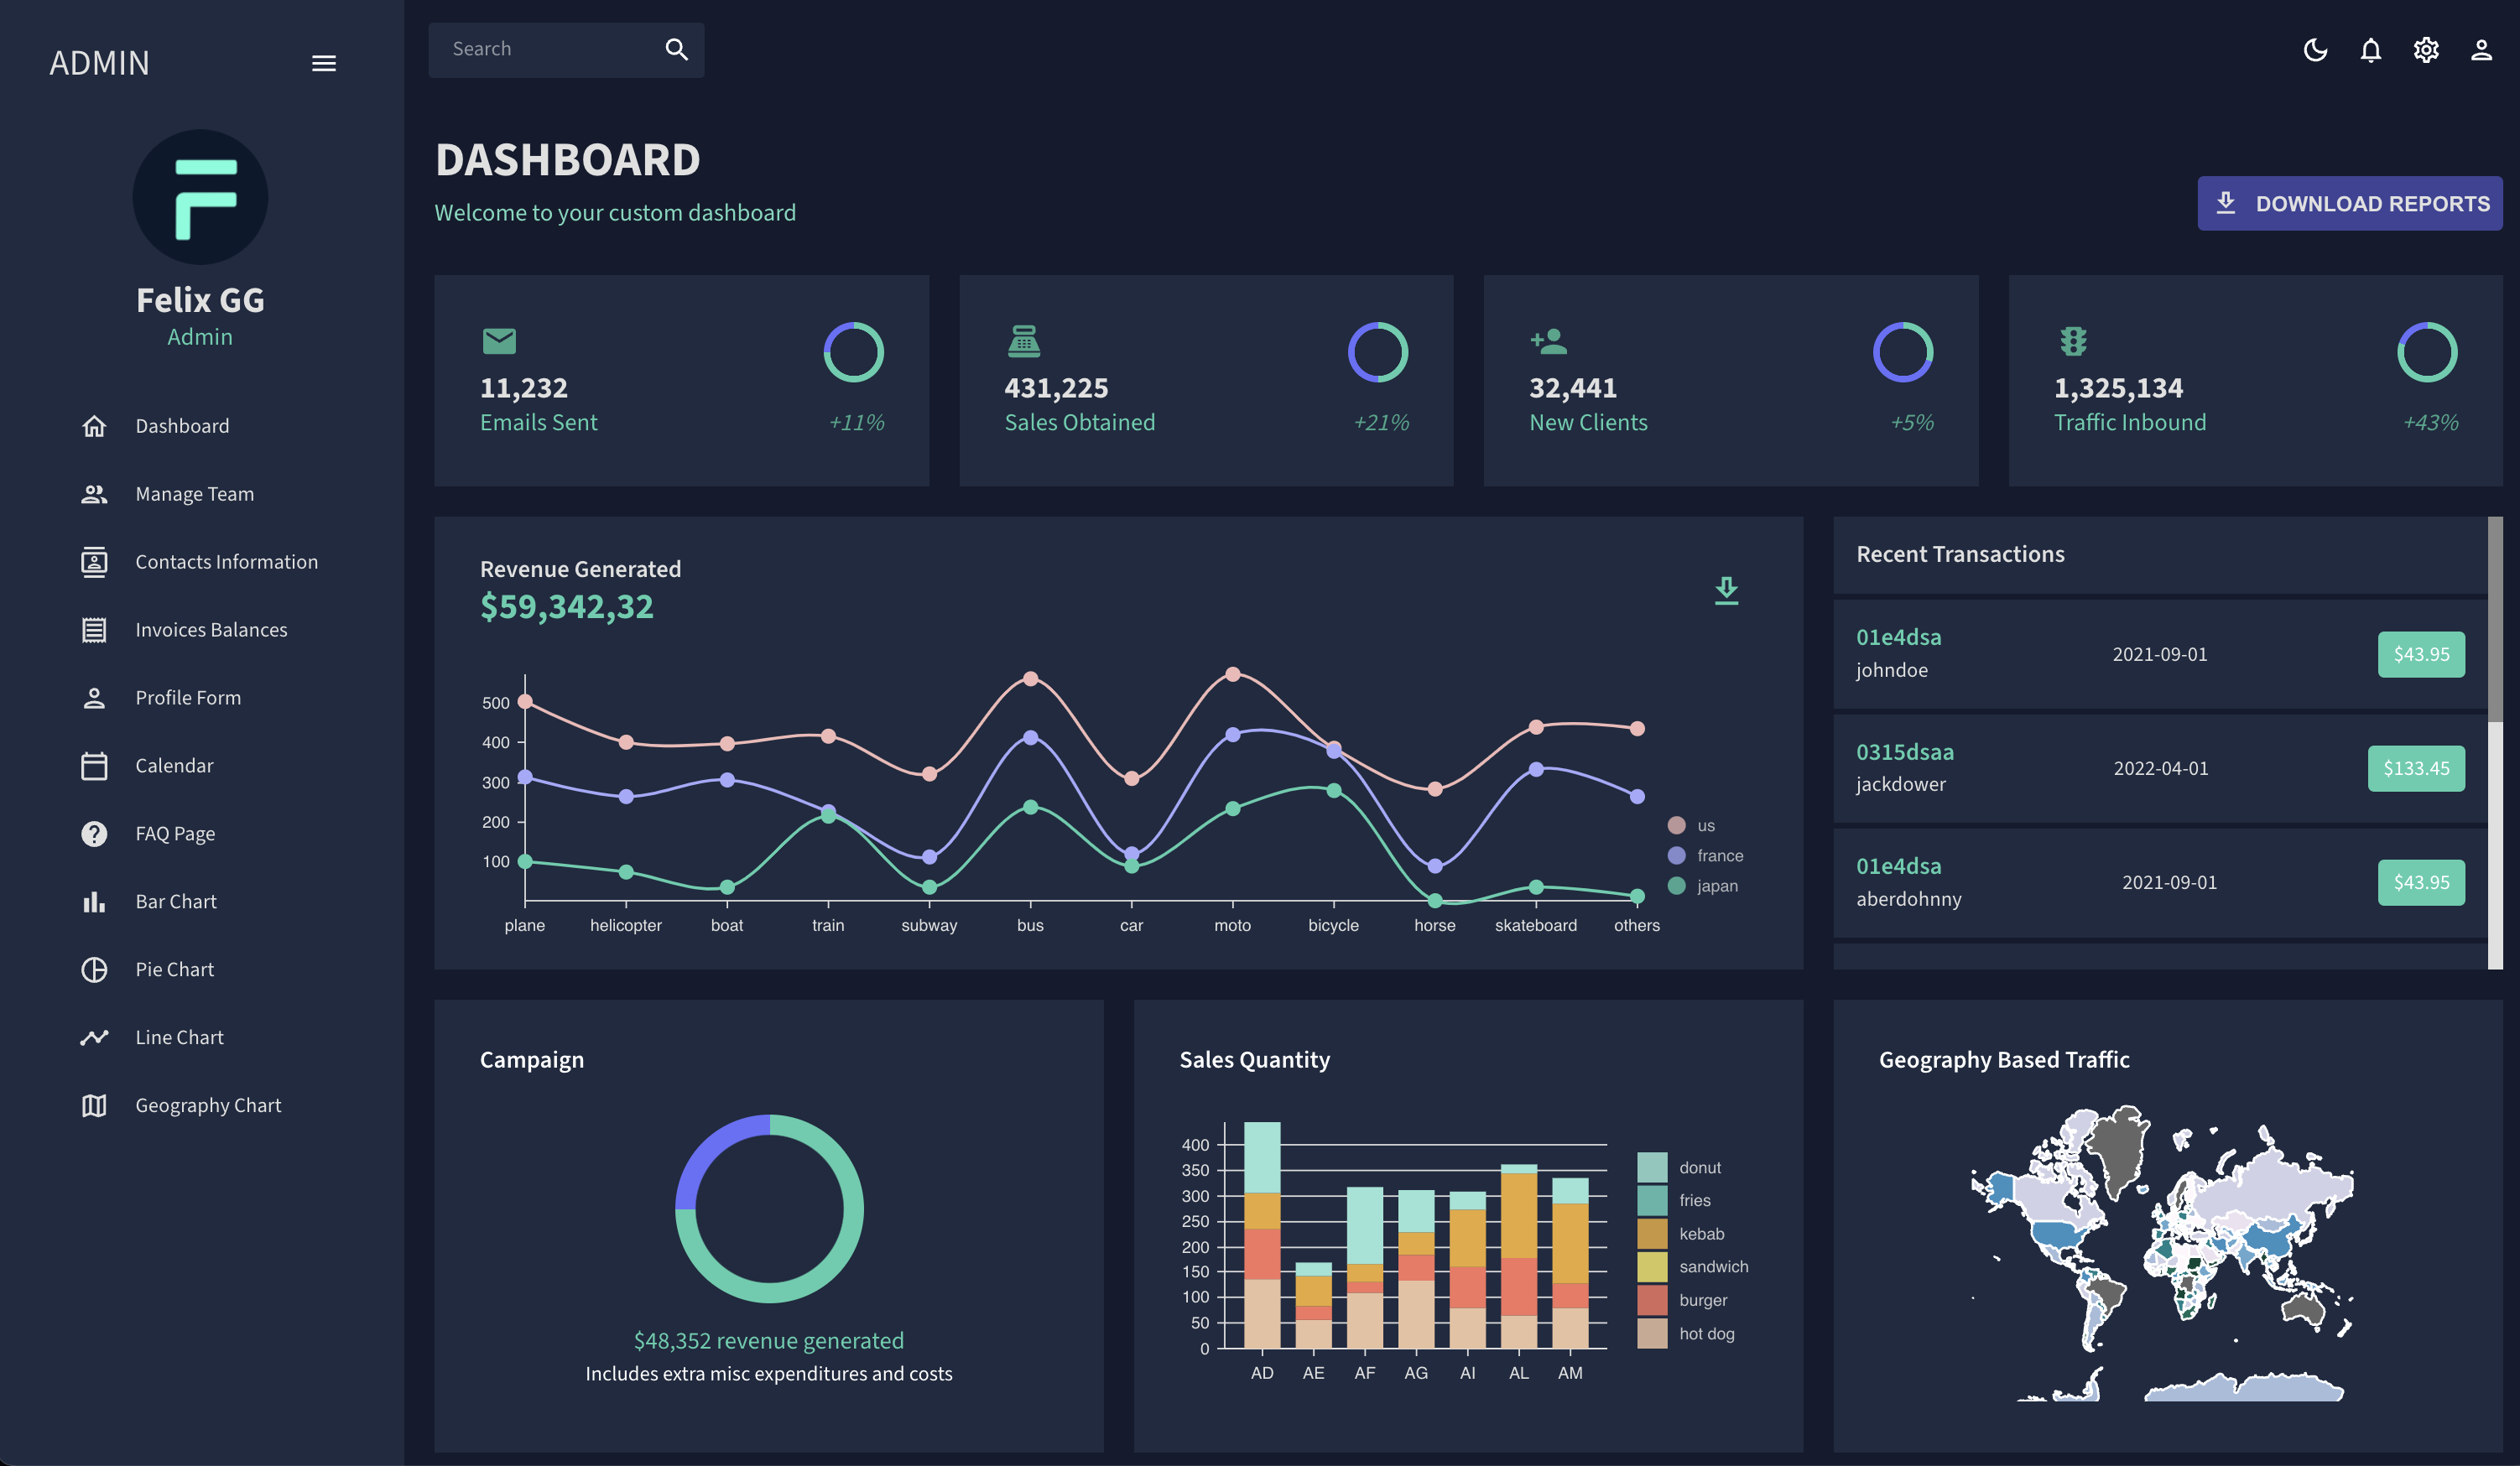 ADMIN
Felix GG
Admin
Dashboard
Manage Team
Contacts Information
Invoices Balances
Profile Form
Calendar
FAQ Page
Bar Chart
Pie Chart
Line Chart
Geography Chart
Search
DASHBOARD
Welcome to your custom dashboard
DOWNLOAD REPORTS
11,232
Emails Sent
+11%
431,225
Sales Obtained
+21%
32,441
New Clients
+5%
1,325,134
Traffic Inbound
+43%
Revenue Generated
$59,342,32
500
400
300
200
100
plane helicopter boat train subway bus car moto bicycle horse skateboard others
us
france
japan
Recent Transactions
01e4dsa
johndoe
2021-09-01
$43.95
0315dsaa
jackdower
2022-04-01
$133.45
01e4dsa
aberdohnny
2021-09-01
$43.95
Campaign
$48,352 revenue generated
Includes extra misc expenditures and costs
Sales Quantity
400
350
300
250
200
150
100
50
0
AD AE AF AG AI AL AM
donut
fries
kebab
sandwich
burger
hot dog
Geography Based Traffic